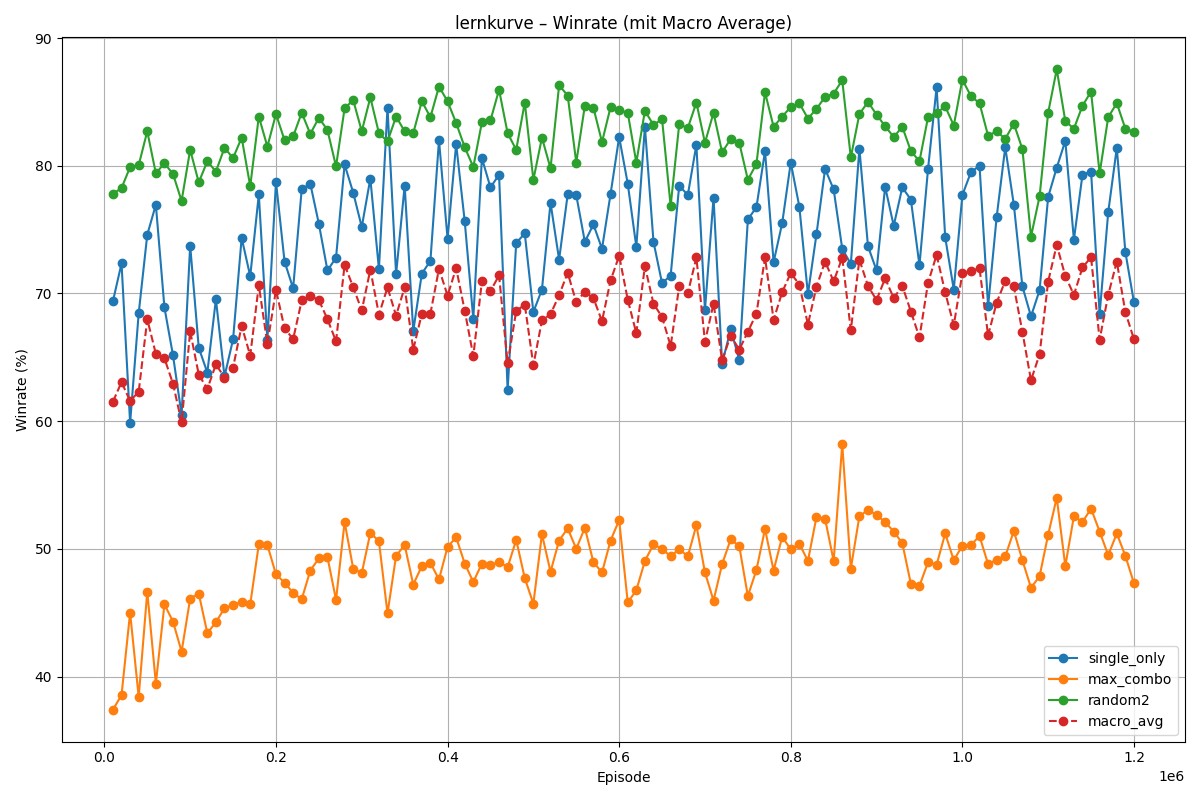 lernkurve – Winrate (mit Macro Average)
Winrate (%)
90
80
70
60
50
40
single_only
max_combo
random2
macro_avg
0.0 0.2 0.4 0.6 0.8 1.0 1.2
Episode
1e6